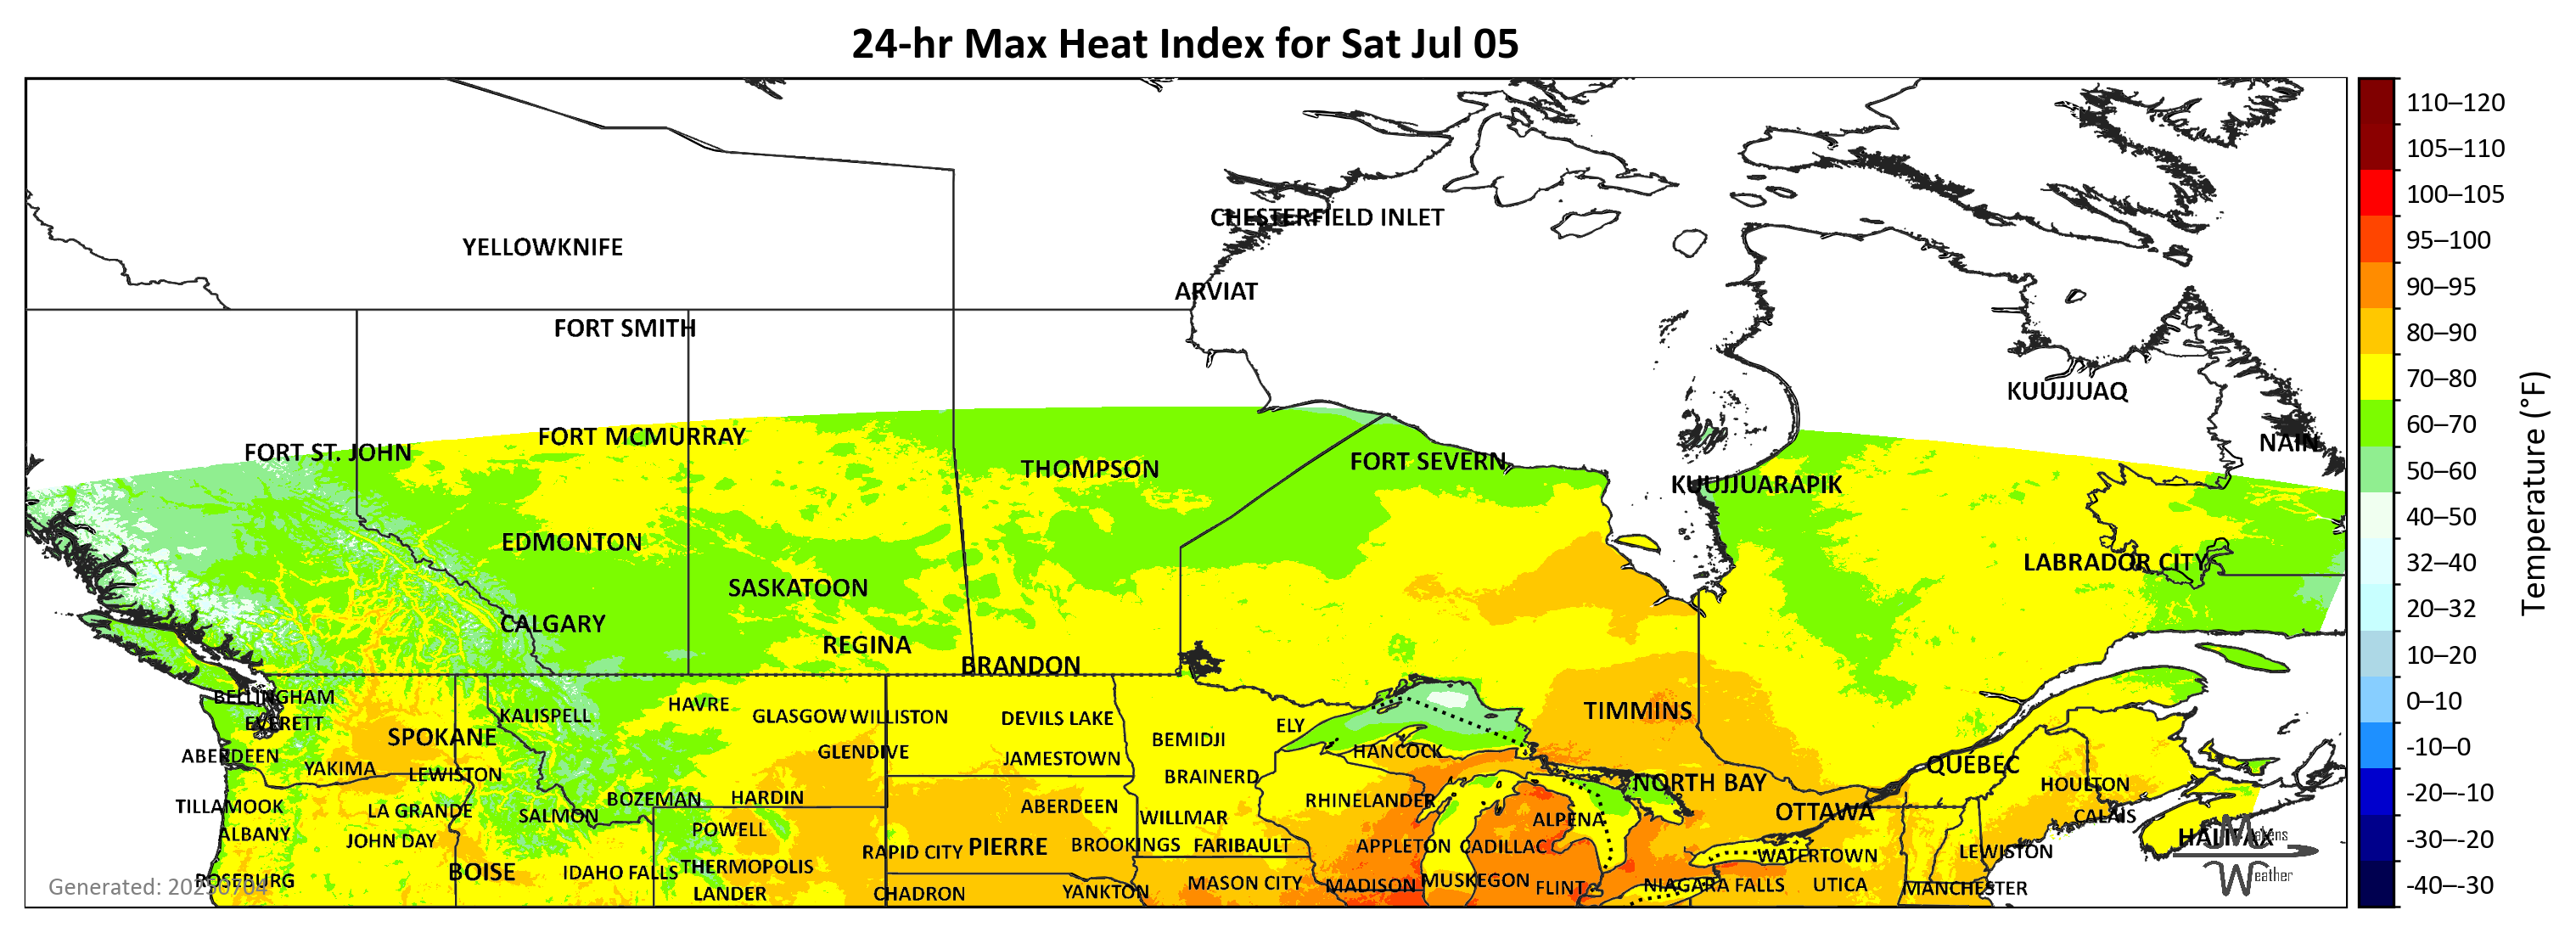 24-hr Max Heat Index for Sat Jul 05
CHESTERFIELD INLET
YELLOWKNIFE
ARVIAT
FORT SMITH
KUUJJUAQ
FORT MCMURRAY
NAIN
FORT ST. JOHN
FORT SEVERN
THOMPSON
KUUJJUARAPIK
EDMONTON
LABRADOR CITY
SASKATOON
CALGARY
REGINA
BRANDON
BELLINGHAM
HAVRE
TIMMINS
KALISPELL
GLASGOW WILLISTON
DEVILS LAKE
EVERETT
ELY
SPOKANE
BEMIDJI
ABERDEEN
GLENDIVE
HANCOCK
JAMESTOWN
QUÉBEC
YAKIMA
LEWISTON
BRAINERD
NORTH BAY
HOULTON
BOZEMAN
HARDIN
RHINELANDER
TILLAMOOK
ABERDEEN
LA GRANDE
SALMON
WILLMAR
ALPENA
OTTAWA
CALAIS
ALBANY
POWELL
HALIFAX
JOHN DAY
PIERRE
BROOKINGS
FARIBAULT
APPLETON
CADILLAC
RAPID CITY
WATERTOWN
LEWISTON
BOISE
IDAHO FALLS
THERMOPOLIS
ROSEBURG
MASON CITY
MADISON
MUSKEGON
FLINT
NIAGARA FALLS
UTICA
MANCHESTER
LANDER
CHADRON
YANKTON
Generated: 20250704
Makens
Weather
110–120
105–110
100–105
95–100
90–95
80–90
70–80
60–70
50–60
40–50
32–40
20–32
10–20
0–10
-10–0
-20–-10
-30–-20
-40–-30
Temperature (°F)